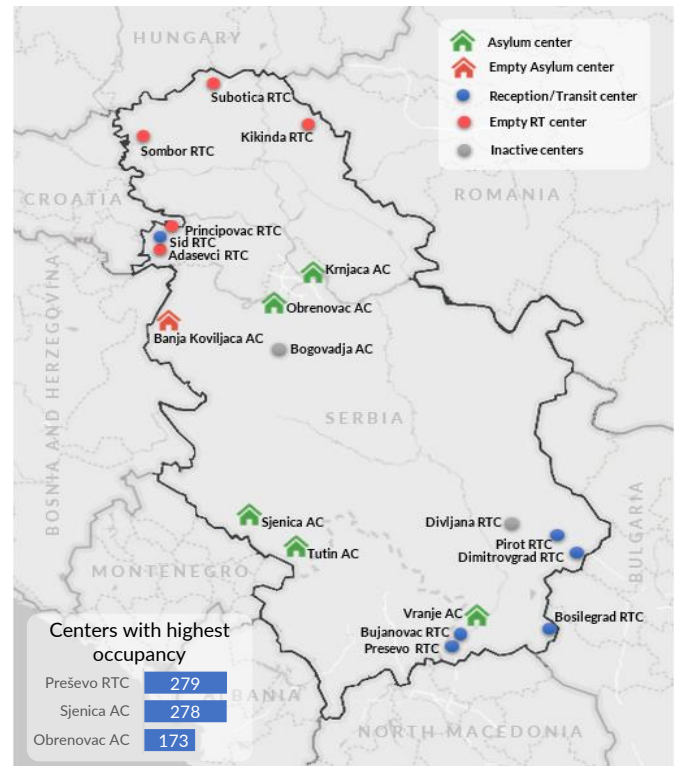 HUNGARY
Asylum center
Empty Asylum center
Reception/Transit center
Empty RT center
Inactive centers
Subotica RTC
Kikinda RTC
Sombor RTC
CROATIA
ROMANIA
Principovac RTC
Sid RTC
Adasevci RTC
Krnjaca AC
Obrenovac AC
Banja Koviljaca AC
Bogovadja AC
BOSNIA AND HERZEGOVINA
SERBIA
Sjenica AC
Tutin AC
Divljana RTC
Pirot RTC
Dimitrovgrad RTC
BULGARIA
MONTENEGRO
Vranje AC
Bujanovac RTC
Presevo RTC
Bosilegrad RTC
Centers with highest
occupancy
Preševo RTC 279
Sjenica AC 278
Obrenovac AC 173
ALBANIA
NORTH MACEDONIA